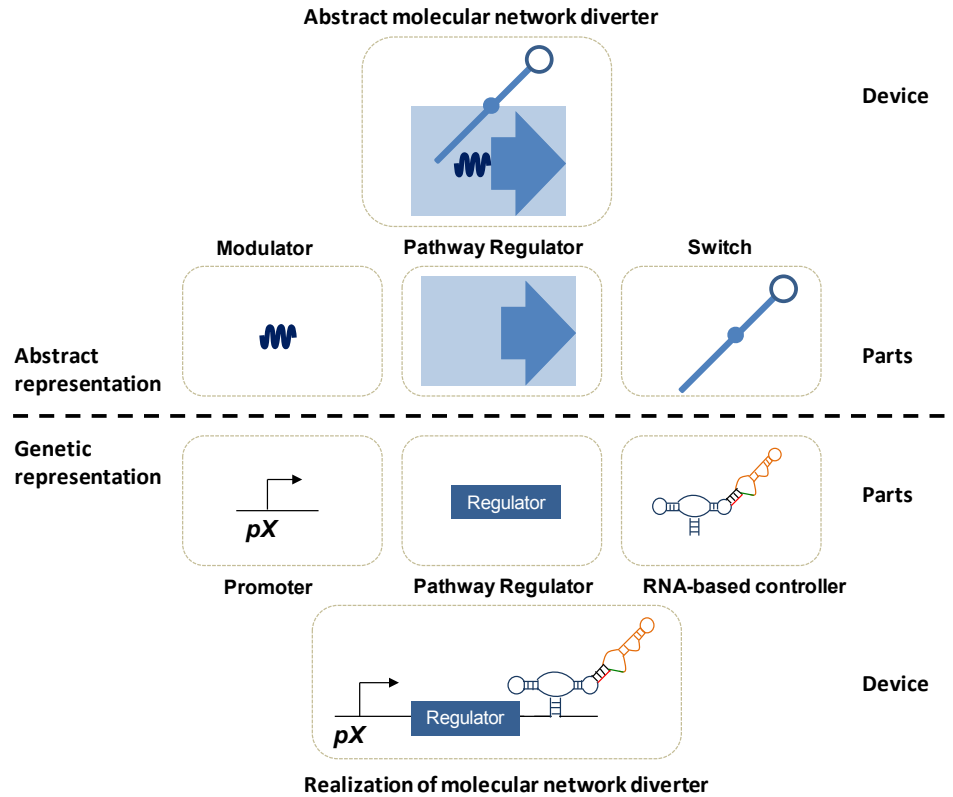 Abstract molecular network diverter
Device
Modulator
Pathway Regulator
Switch
Abstract
representation
Parts
Genetic
representation
pX
Regulator
Parts
Promoter
Pathway Regulator
RNA-based controller
pX
Regulator
Device
Realization of molecular network diverter